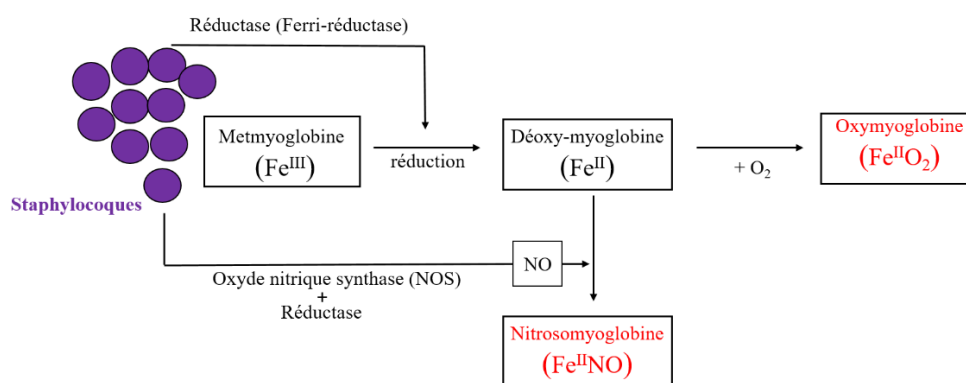 Réductase (Ferri-réductase)
Metmyoglobine
(Feᴵᴵᴵ)
réduction
Déoxy-myoglobine
(Feᴵᴵ)
+ O₂
Oxymyoglobine
(FeᴵᴵO₂)
Staphylocoques
Oxyde nitrique synthase (NOS)
+
Réductase
NO
Nitrosomyoglobine
(FeᴵᴵNO)